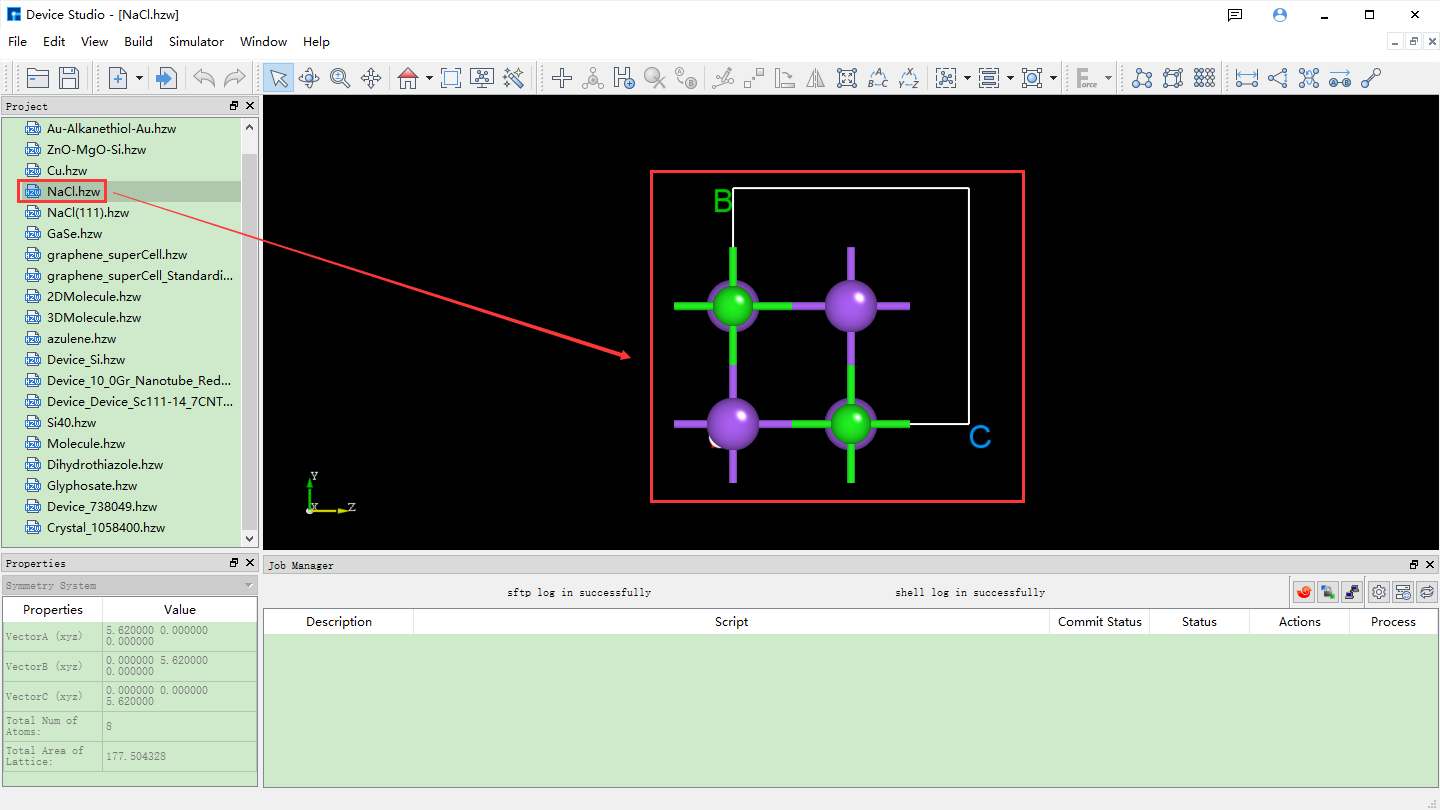 Device Studio - [NaCl.hzw]
File Edit View Build Simulator Window Help
H
A
B
A
B↔C
X
Y↔Z
Force
A
B
Project
Au-Alkanethiol-Au.hzw
ZnO-MgO-Si.hzw
Cu.hzw
NaCl.hzw
NaCl(111).hzw
GaSe.hzw
graphene_superCell.hzw
graphene_superCell_Standardi...
2DMolecule.hzw
3DMolecule.hzw
azulene.hzw
Device_Si.hzw
Device_10_0Gr_Nanotube_Red...
Device_Device_Sc111-14_7CNT...
Si40.hzw
Molecule.hzw
Dihydrothiazole.hzw
Glyphosate.hzw
Device_738049.hzw
Crystal_1058400.hzw
B
C
Y
X
Z
Properties
Symmetry System
Properties Value
VectorA (xyz) 5.620000 0.000000
0.000000
VectorB (xyz) 0.000000 5.620000
0.000000
VectorC (xyz) 0.000000 0.000000
5.620000
Total Num of
Atoms: 8
Total Area of
Lattice: 177.504328
Job Manager
sftp log in successfully shell log in successfully
Description Script Commit Status Status Actions Process